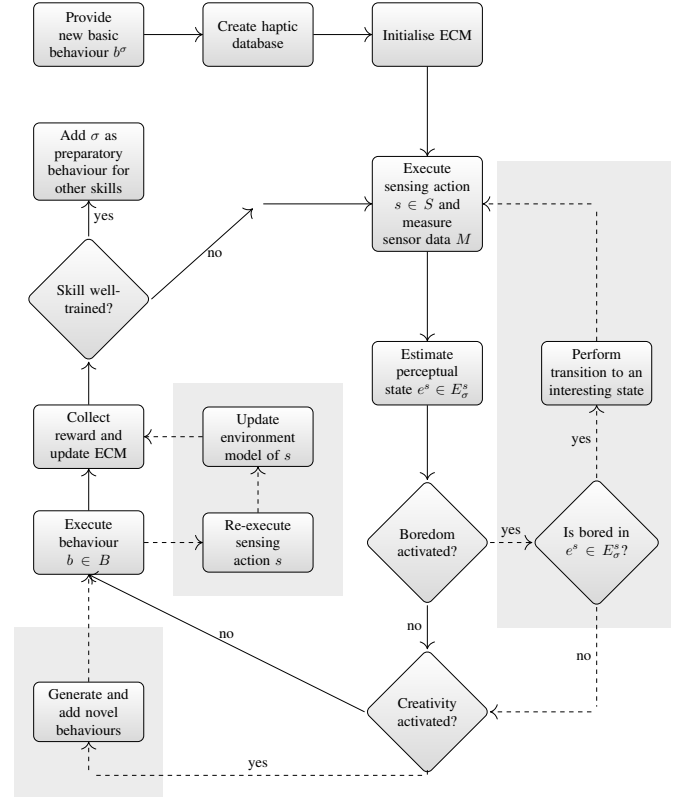 Provide
new basic
behaviour b^σ
Create haptic
database
Initialise ECM
Add σ as
preparatory
behaviour for
other skills
Execute
sensing action
s ∈ S and
measure
sensor data M
yes
no
Skill well-
trained?
Estimate
perceptual
state e^s ∈ E^s_σ
Perform
transition to an
interesting state
Collect
reward and
update ECM
Update
environment
model of s
yes
Execute
behaviour
b ∈ B
Re-execute
sensing
action s
Boredom
activated?
yes
Is bored in
e^s ∈ E^s_σ?
no
no
no
Generate and
add novel
behaviours
Creativity
activated?
yes